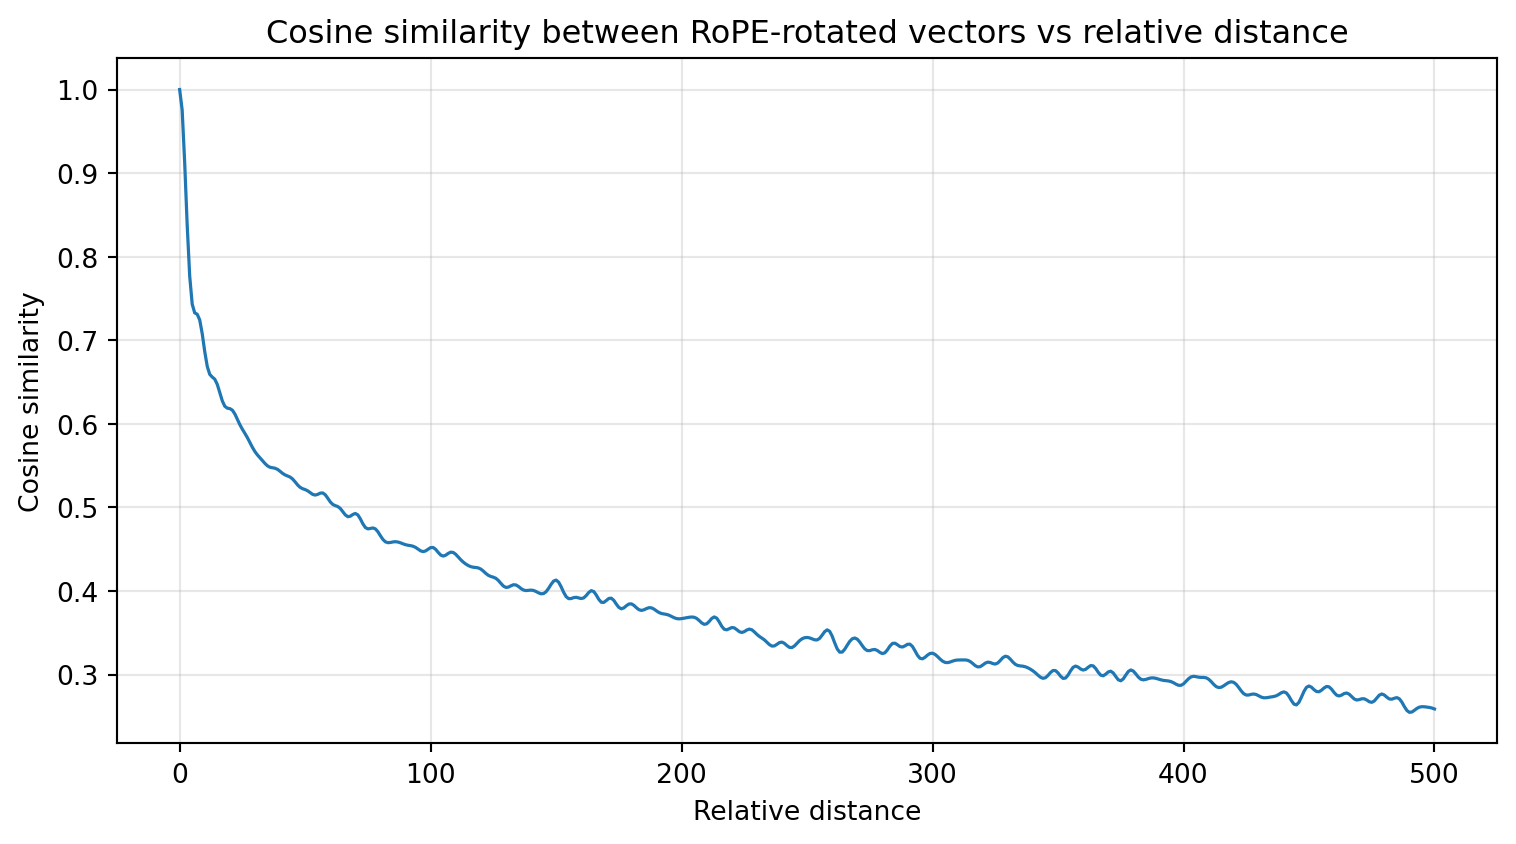 Cosine similarity between RoPE-rotated vectors vs relative distance
1.0
0.9
0.8
0.7
0.6
0.5
0.4
0.3
Cosine similarity
0 100 200 300 400 500
Relative distance